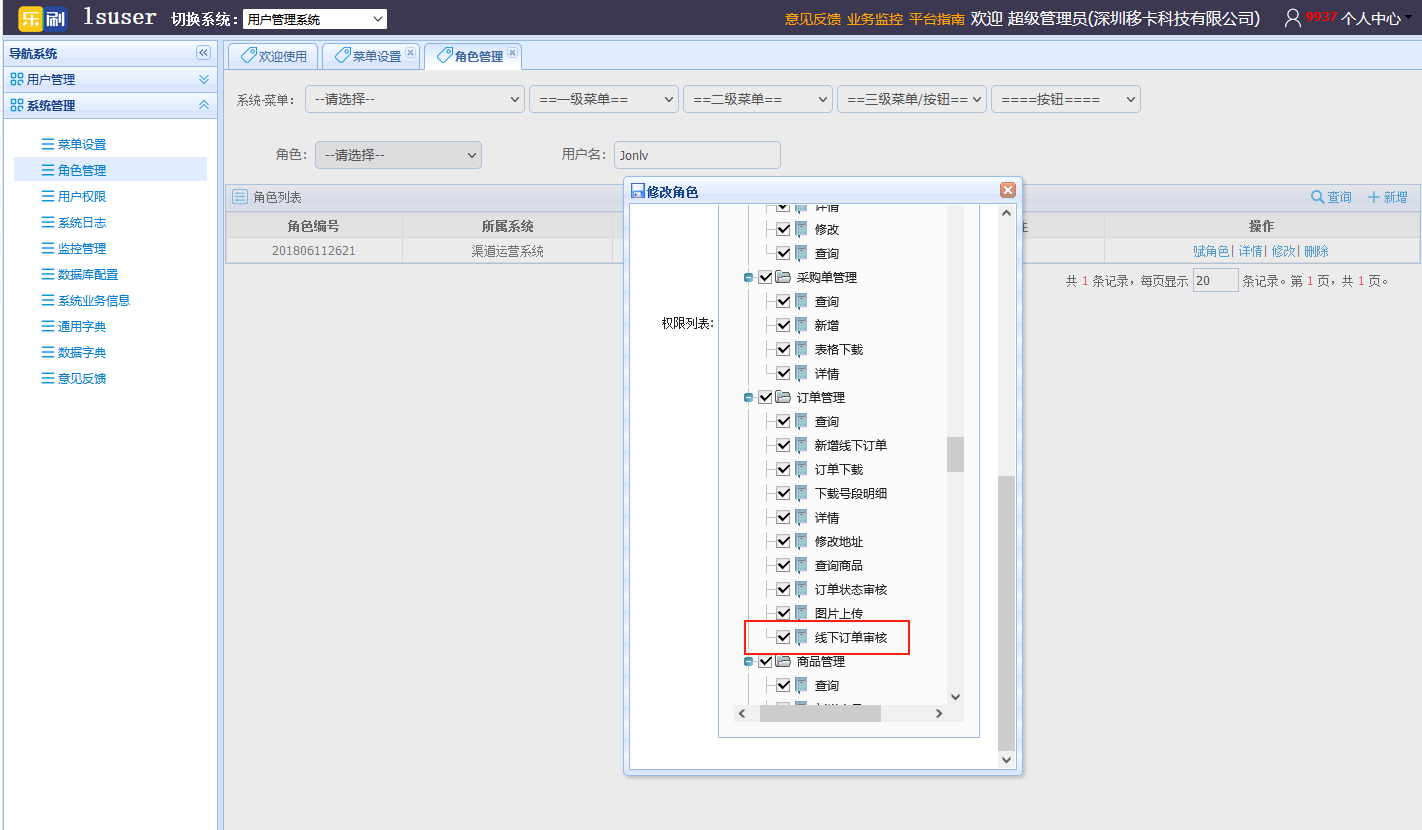 乐刷 lsuser 切换系统: 用户管理系统 意见反馈 业务监控 平台指南 欢迎 超级管理员(深圳移卡科技有限公司) 9937 个人中心
导航系统
用户管理
系统管理
菜单设置
角色管理
用户权限
系统日志
监控管理
数据库配置
系统业务信息
通用字典
数据字典
意见反馈
欢迎使用 菜单设置 角色管理
系统-菜单: --请选择-- ==一级菜单== ==二级菜单== ==三级菜单/按钮== ====按钮====
角色: --请选择-- 用户名: Jonlv
角色列表 查询 新增
角色编号 所属系统 操作
201806112621 渠道运营系统 赋角色| 详情| 修改| 删除
共 1 条记录，每页显示 20 条记录。第 1 页，共 1 页。
修改角色
权限列表:
详情
修改
查询
采购单管理
查询
新增
表格下载
详情
订单管理
查询
新增线下订单
订单下载
下载号段明细
详情
修改地址
查询商品
订单状态审核
图片上传
线下订单审核
商品管理
查询